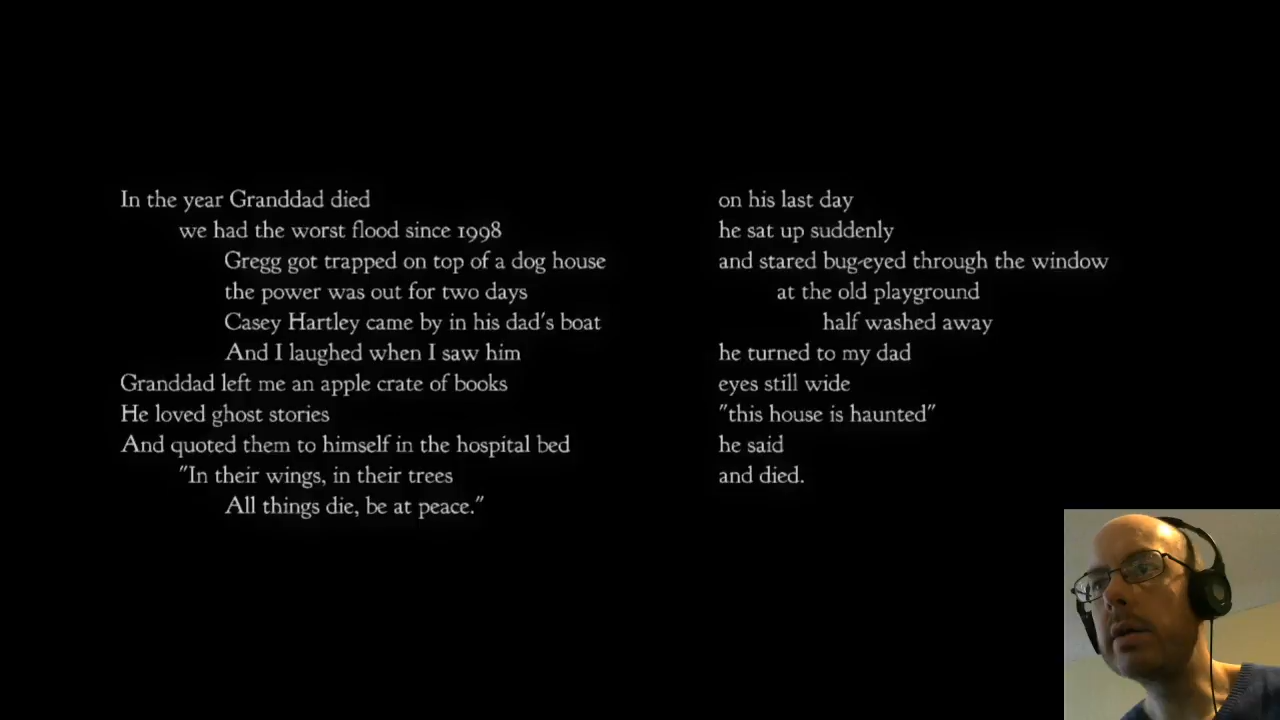 In the year Granddad died
we had the worst flood since 1998
Gregg got trapped on top of a dog house
the power was out for two days
Casey Hartley came by in his dad's boat
And I laughed when I saw him
Granddad left me an apple crate of books
He loved ghost stories
And quoted them to himself in the hospital bed
"In their wings, in their trees
All things die, be at peace."
on his last day
he sat up suddenly
and stared bug-eyed through the window
at the old playground
half washed away
he turned to my dad
eyes still wide
"this house is haunted"
he said
and died.